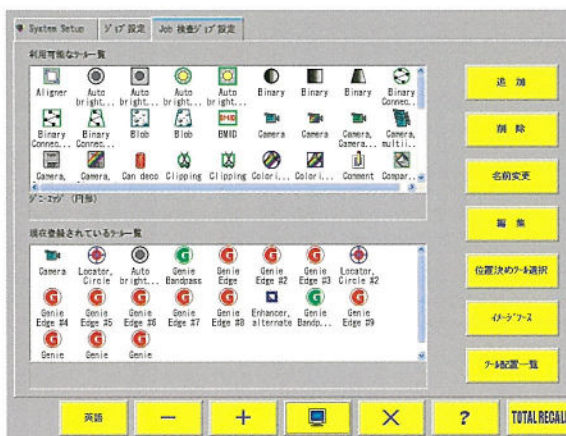 System Setup
ジョブ設定
Job 検査ジョブ設定
利用可能なツール一覧
Aligner
Auto bright...
Auto bright...
Auto bright...
Auto bright...
Binary
Binary
Binary
Binary Connec...
Binary Connec...
Binary Connec...
Blob
Blob
BMID
Camera
Camera
Camera, Camera...
Camera, multii...
Camera,
Camera,
Can deco
Clipping
Clipping
Colori...
Colori...
Comment
Compar...
ジニーエッジ (円形)
現在登録されているツール一覧
Camera
Locator, Circle
Auto bright...
Genie Bandpass
Genie Edge
Genie Edge #2
Genie Edge #3
Locator, Circle #2
Genie Edge #4
Genie Edge #5
Genie Edge #6
Genie Edge #7
Genie Edge #8
Enhancer, alternate
Genie Bandp...
Genie Edge #9
Genie
Genie
Genie
追 加
削 除
名前変更
編 集
位置決めツール選択
イメージソース
ツール配置一覧
英語
?
TOTAL RECALL